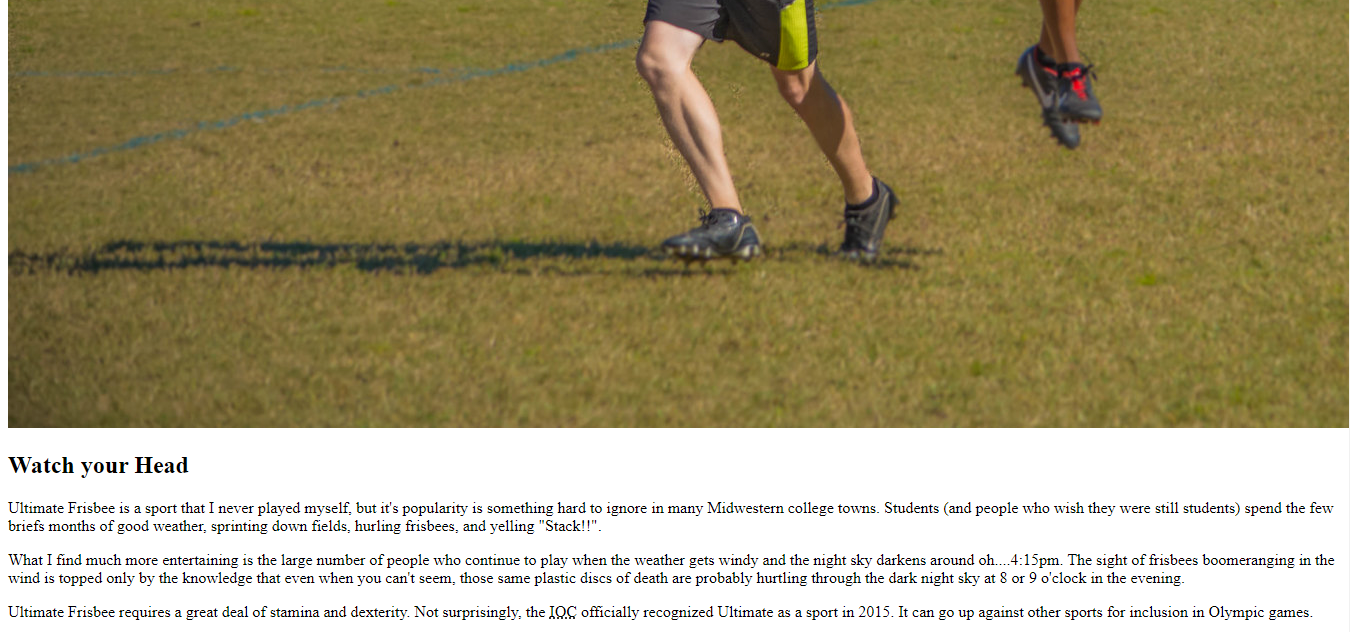 Watch your Head
Ultimate Frisbee is a sport that I never played myself, but it's popularity is something hard to ignore in many Midwestern college towns. Students (and people who wish they were still students) spend the few
briefs months of good weather, sprinting down fields, hurling frisbees, and yelling "Stack!!".
What I find much more entertaining is the large number of people who continue to play when the weather gets windy and the night sky darkens around oh....4:15pm. The sight of frisbees boomeranging in the
wind is topped only by the knowledge that even when you can't seem, those same plastic discs of death are probably hurtling through the dark night sky at 8 or 9 o'clock in the evening.
Ultimate Frisbee requires a great deal of stamina and dexterity. Not surprisingly, the IOC officially recognized Ultimate as a sport in 2015. It can go up against other sports for inclusion in Olympic games.